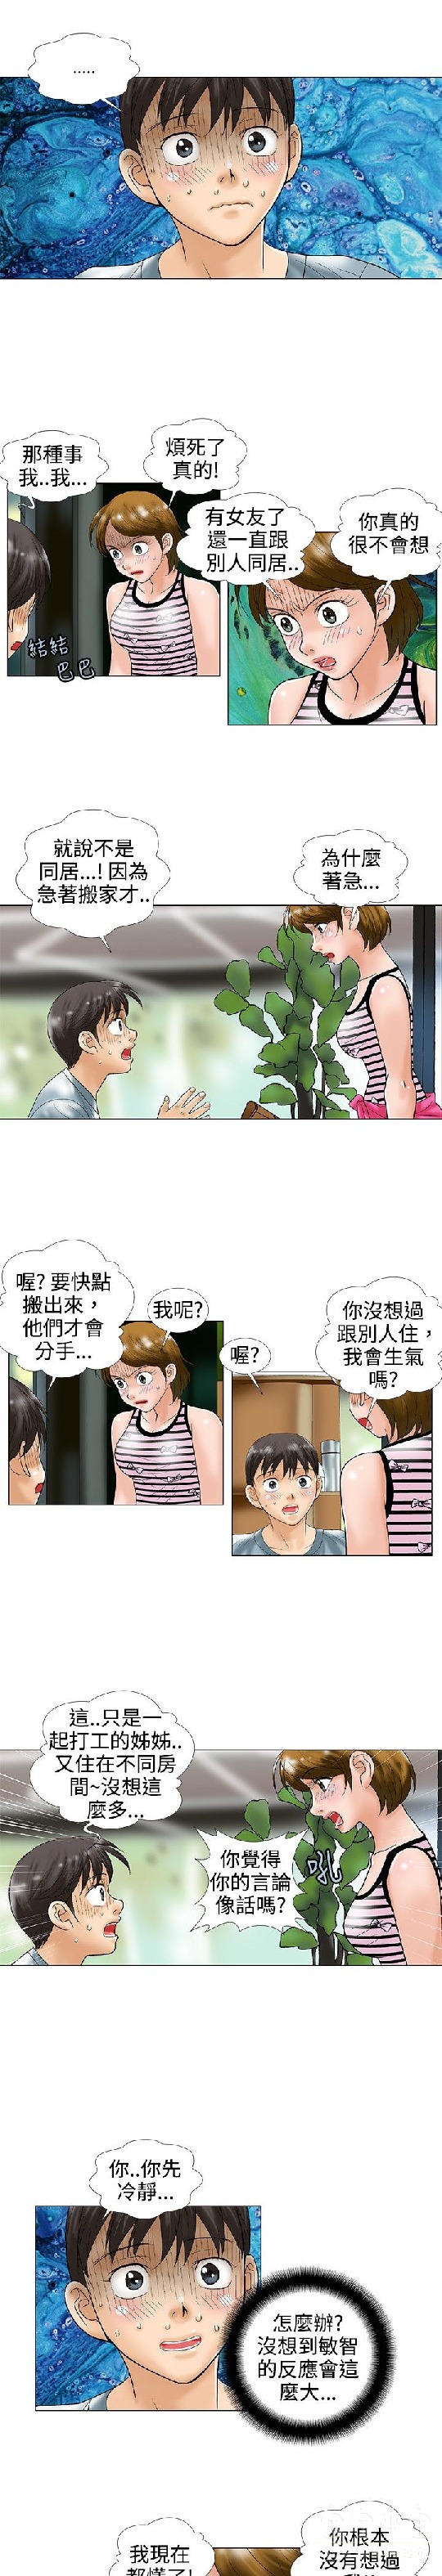 .....
那種事
我..我...
煩死了
真的!
結結
巴巴
有女友了
還一直跟
別人同居..
你真的
很不會想
就說不是
同居...! 因為
急著搬家才..
為什麼
著急...
喔? 要快點
搬出來，
他們才會
分手...
我呢?
喔?
你沒想過
跟別人住，
我會生氣
嗎?
這..只是一
起打工的姊姊..
又住在不同房
間~沒想這
麼多...
你覺得
你的言論
像話嗎?
吼
你..你先
冷靜...
怎麼辦?
沒想到敏智
的反應會這
麼大...
你根本
沒有想過
我現在
都懂了!